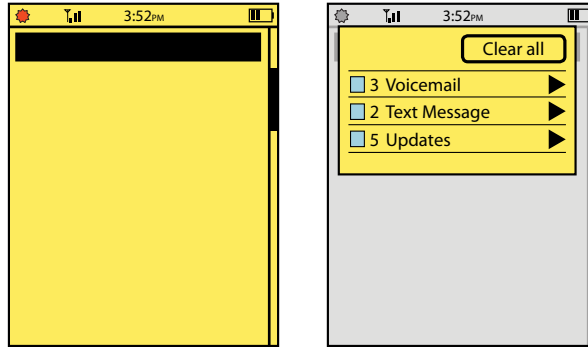 3:52PM
3:52PM
Clear all
3 Voicemail
2 Text Message
5 Updates